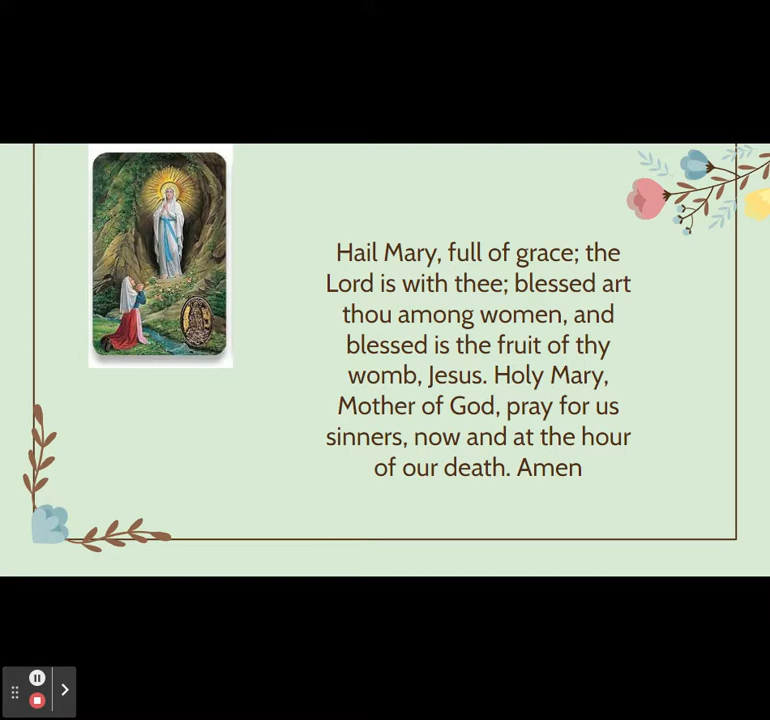 Hail Mary, full of grace; the
Lord is with thee; blessed art
thou among women, and
blessed is the fruit of thy
womb, Jesus. Holy Mary,
Mother of God, pray for us
sinners, now and at the hour
of our death. Amen